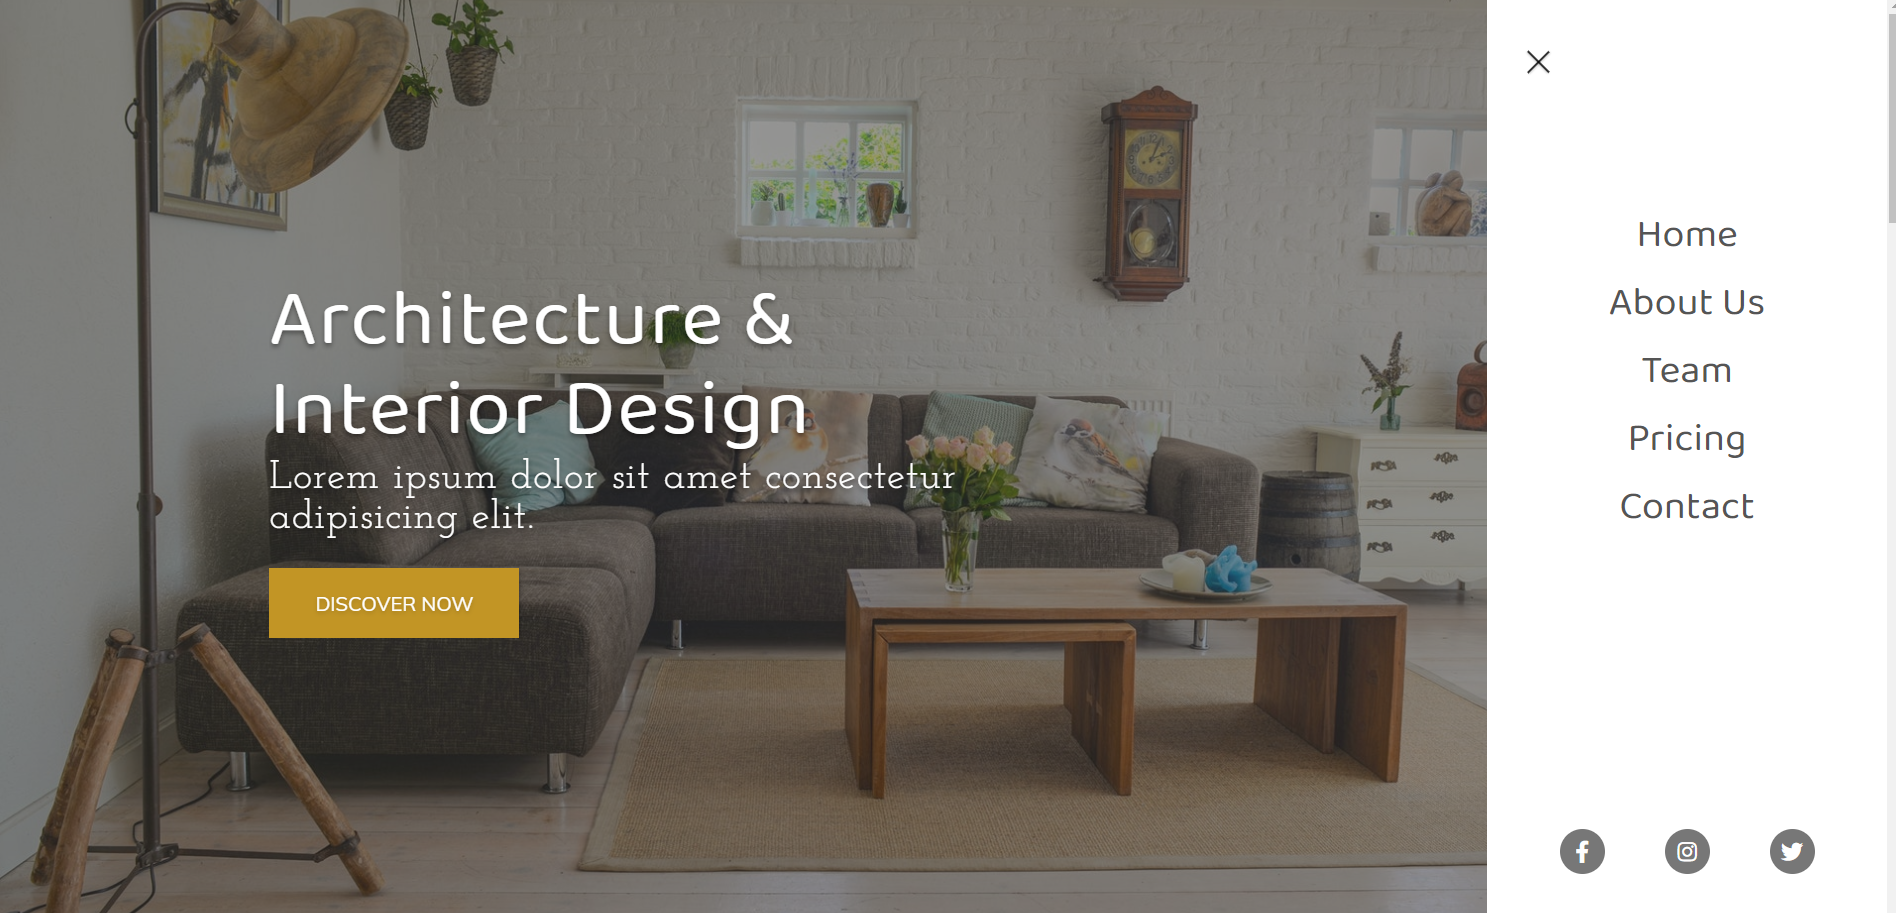 Architecture &
Interior Design
Lorem ipsum dolor sit amet consectetur
adipisicing elit.
DISCOVER NOW
Home
About Us
Team
Pricing
Contact